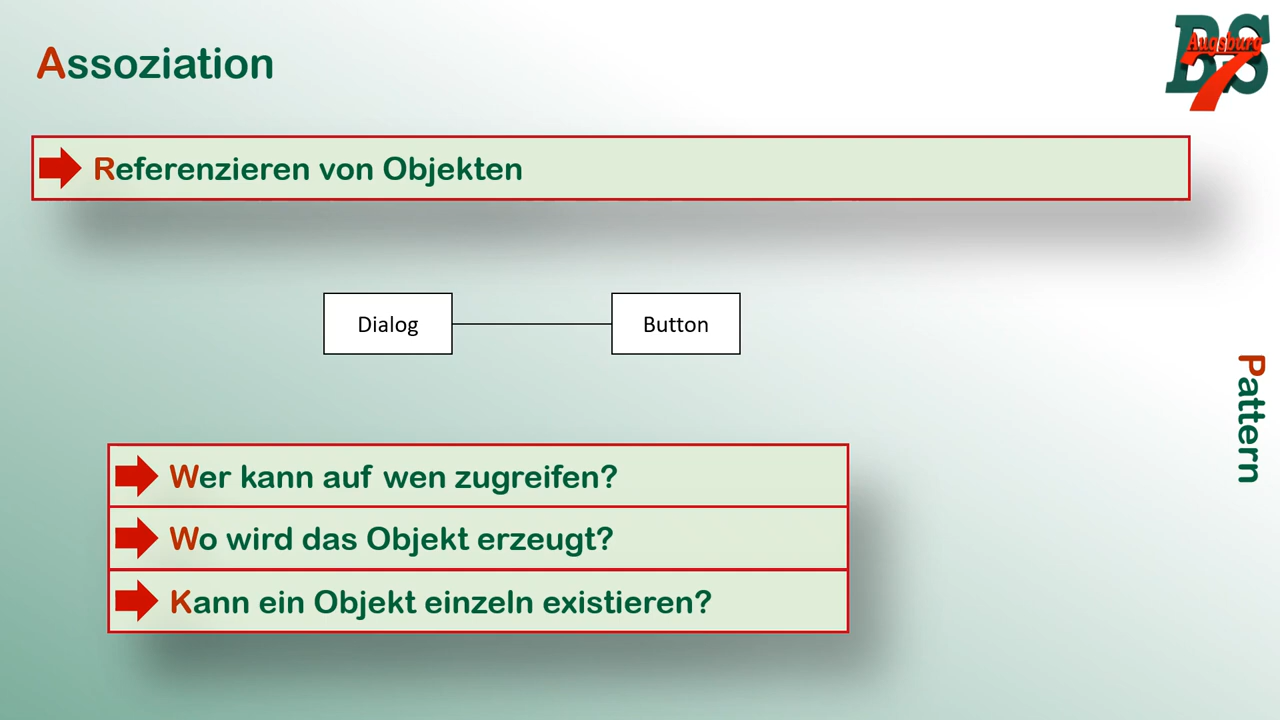 Assoziation
BS
Augsburg
7
Referenzieren von Objekten
Dialog
Button
Pattern
Wer kann auf wen zugreifen?
Wo wird das Objekt erzeugt?
Kann ein Objekt einzeln existieren?